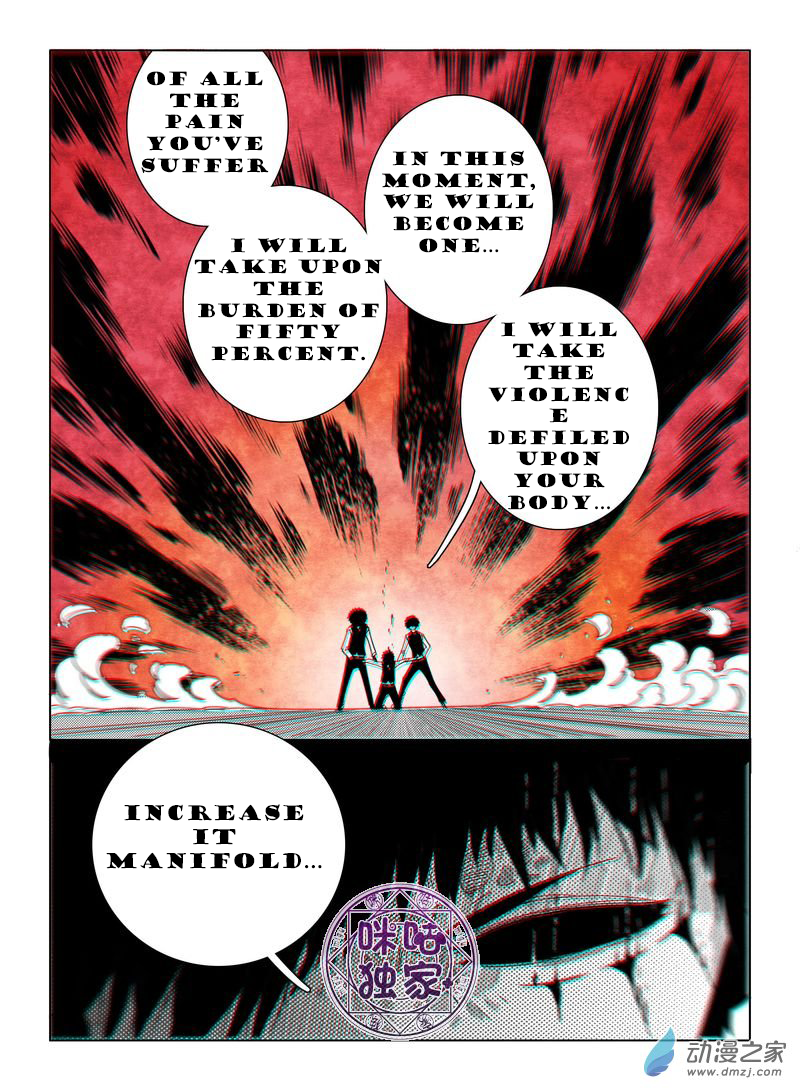 OF ALL
THE
PAIN
YOU'VE
SUFFER
I WILL
TAKE UPON
THE
BURDEN OF
FIFTY
PERCENT.
IN THIS
MOMENT,
WE WILL
BECOME
ONE...
I WILL
TAKE
THE
VIOLENC
E
DEFILED
UPON
YOUR
BODY...
INCREASE
IT
MANIFOLD...
咪咕
独家
动漫之家
www.dmzj.com